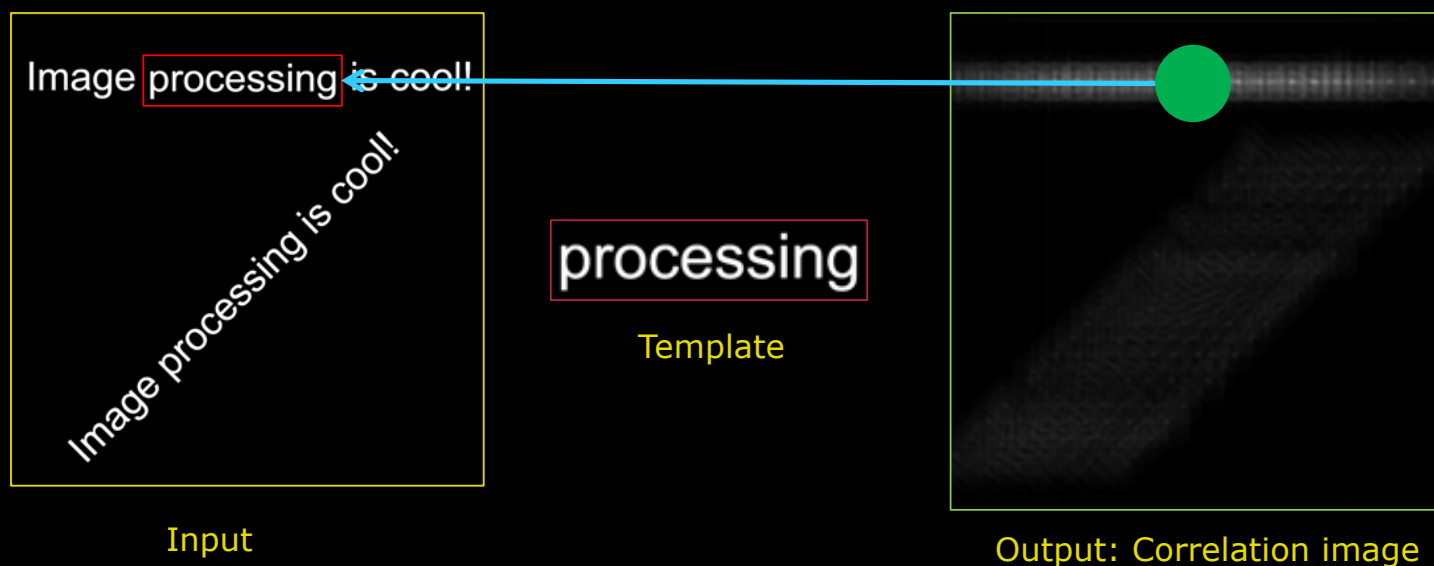 Image processing is cool!
Image processing is cool!
processing
Template
Input
Output: Correlation image